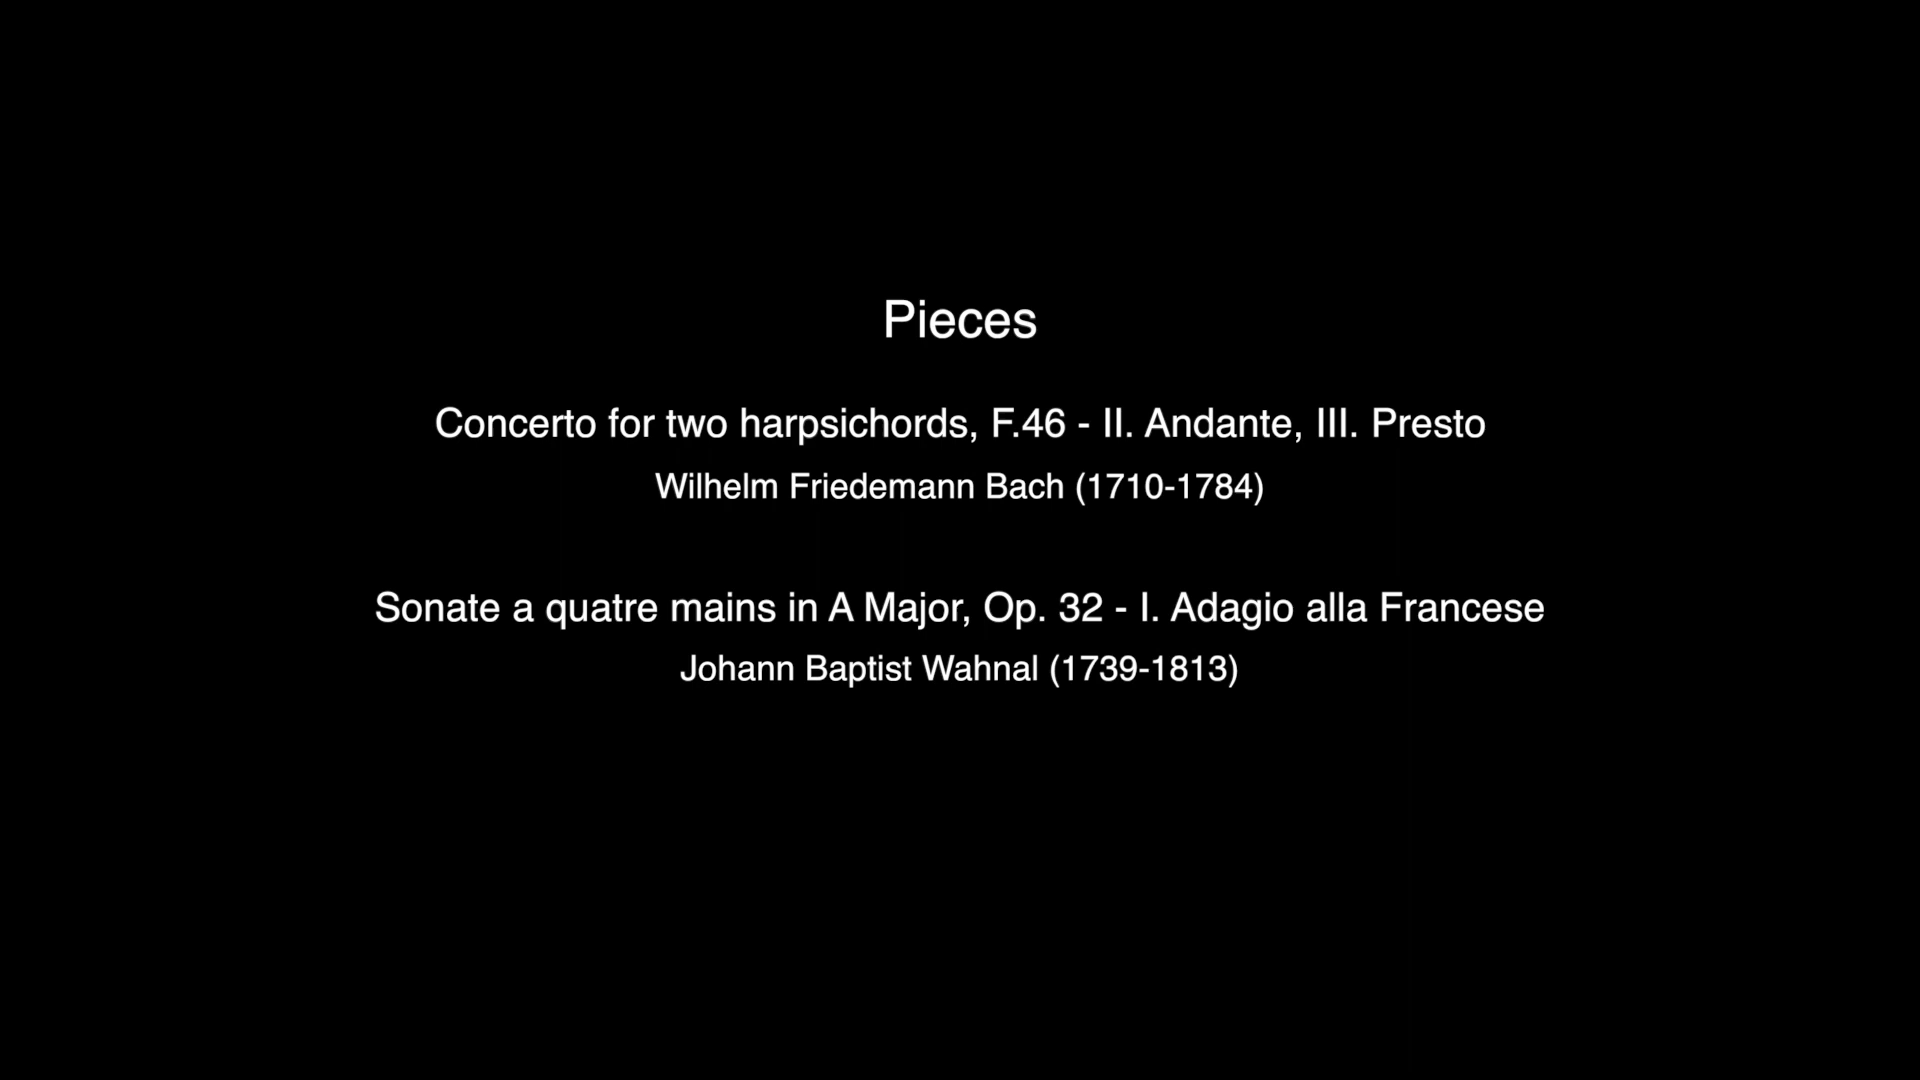 Pieces
Concerto for two harpsichords, F.46 - II. Andante, III. Presto
Wilhelm Friedemann Bach (1710-1784)
Sonate a quatre mains in A Major, Op. 32 - I. Adagio alla Francese
Johann Baptist Wahnal (1739-1813)